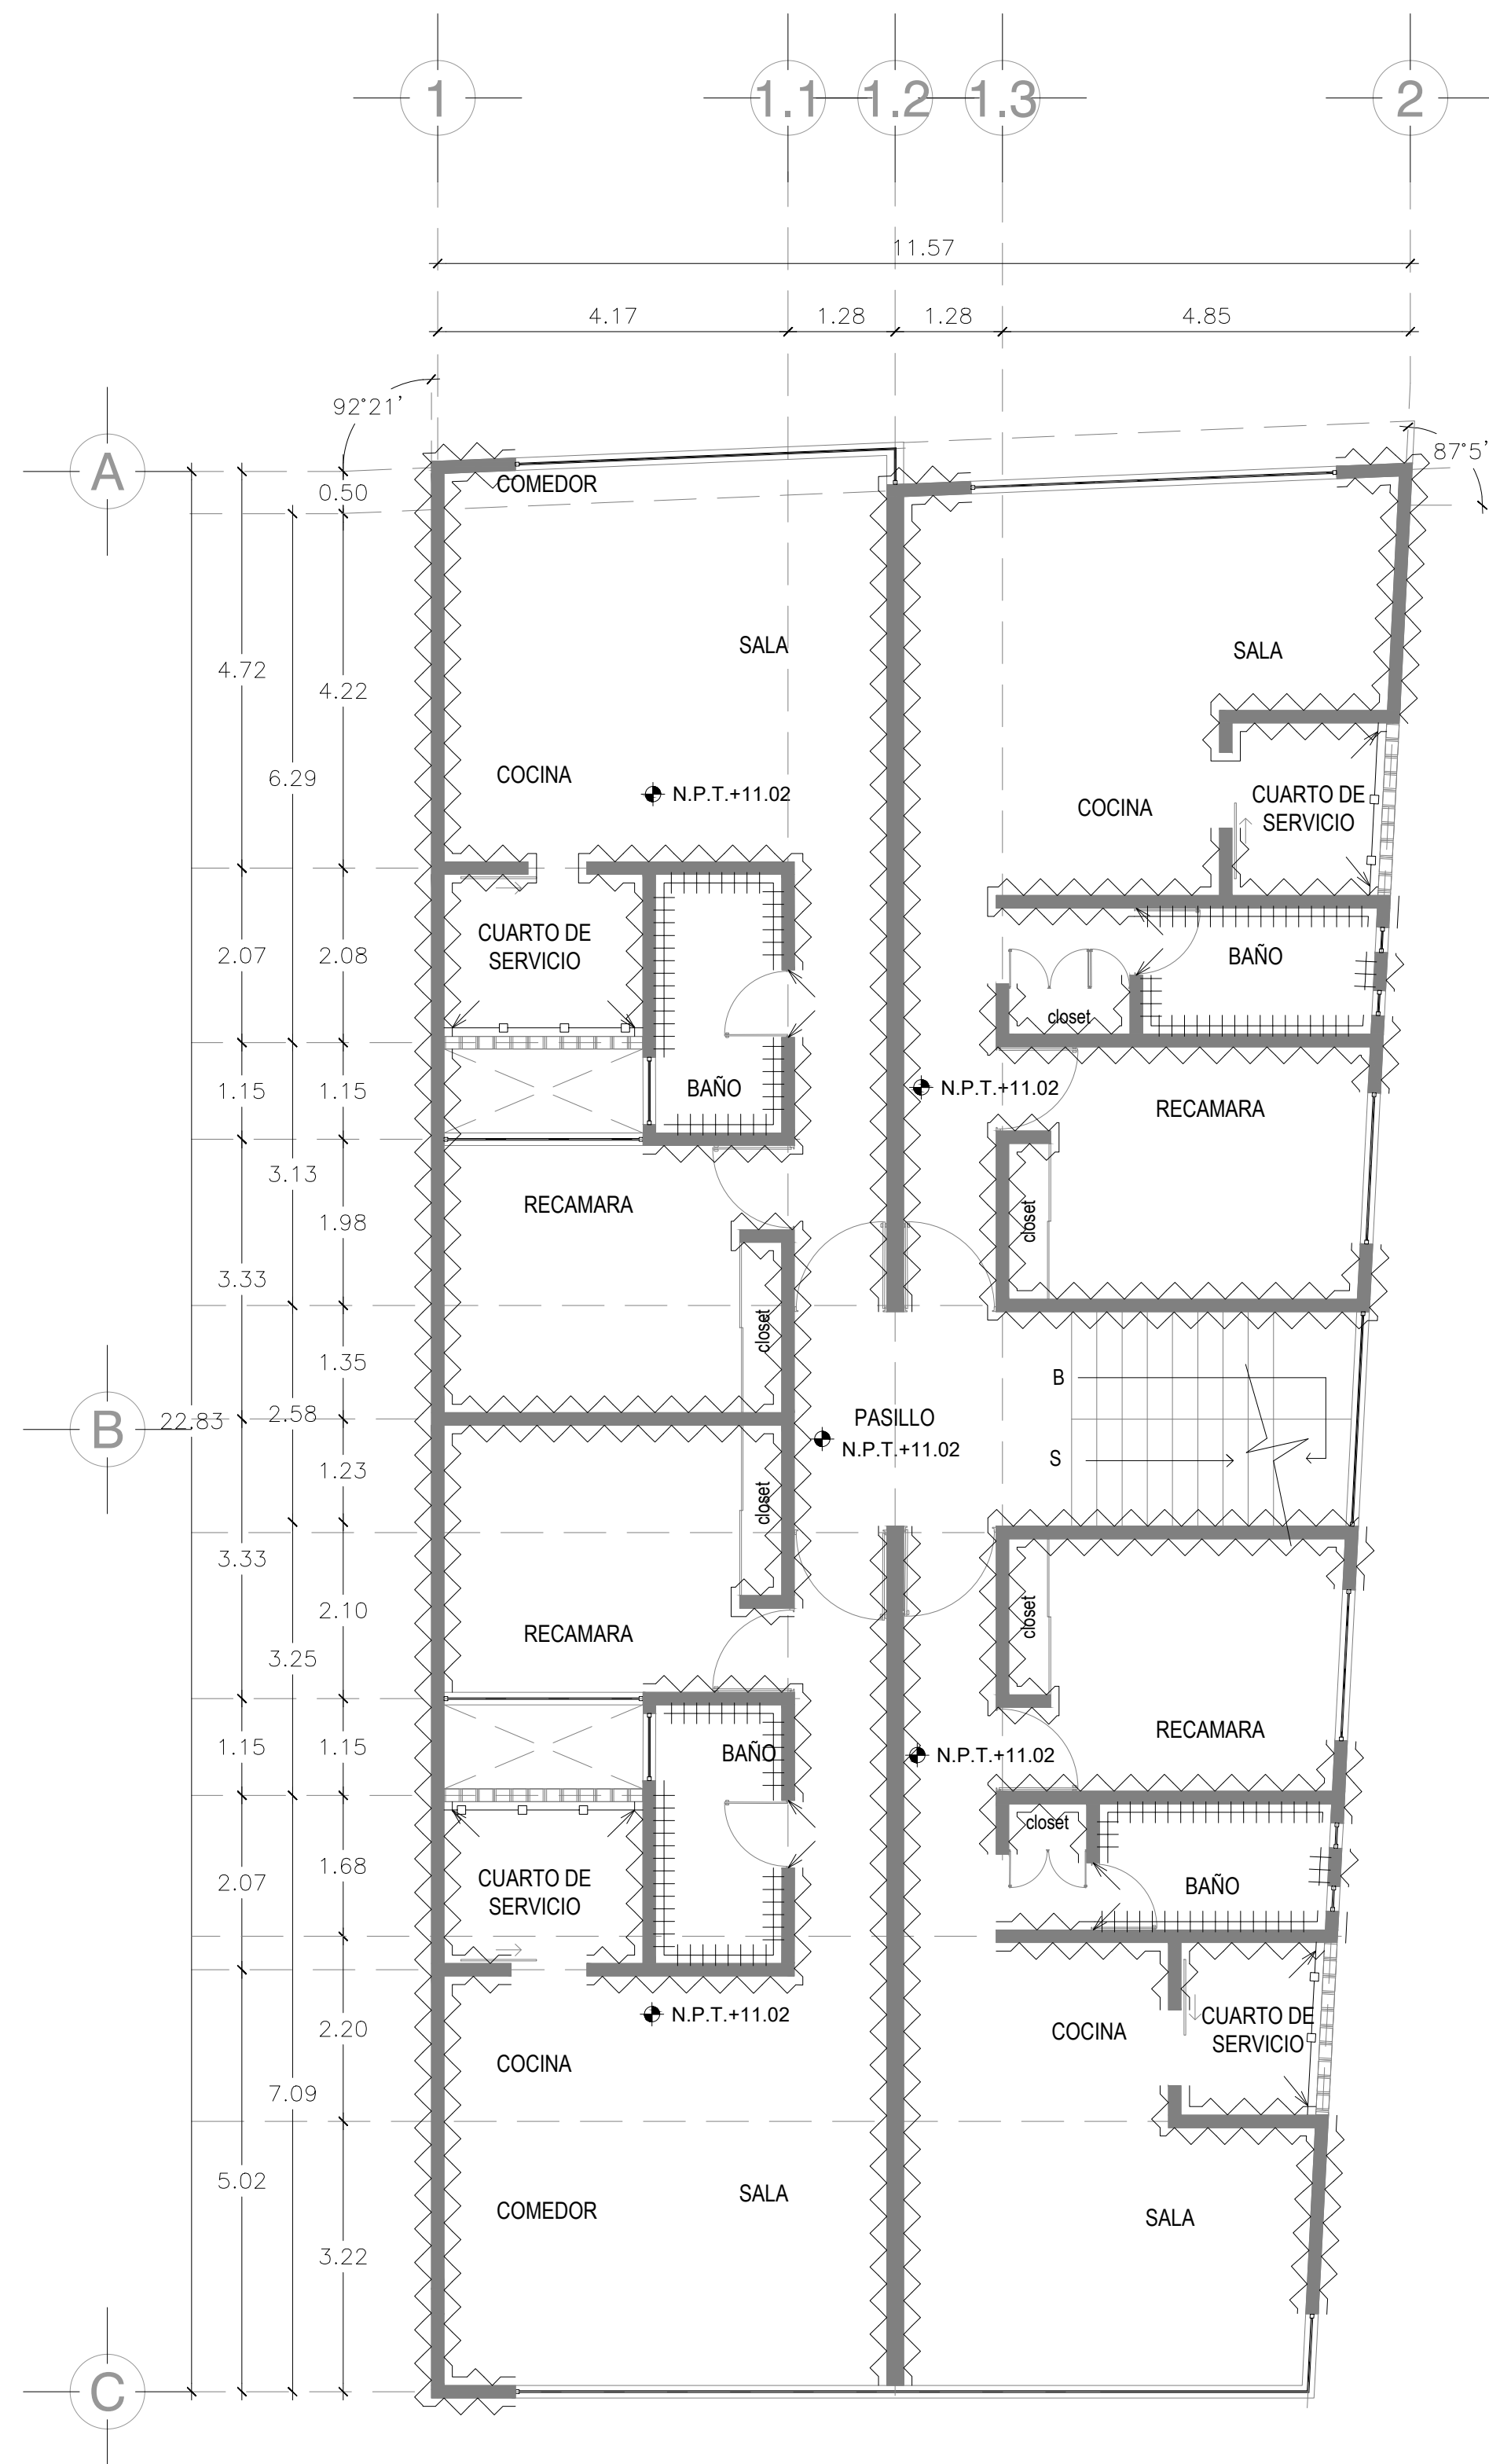 1
1.1
1.2
1.3
2
11.57
4.17
1.28
1.28
4.85
92°21'
87°5'
A
0.50
COMEDOR
SALA
SALA
4.72
4.22
6.29
COCINA
N.P.T.+11.02
COCINA
CUARTO DE
SERVICIO
CUARTO DE
SERVICIO
2.07
2.08
BAÑO
closet
1.15
1.15
BAÑO
N.P.T.+11.02
RECAMARA
3.13
RECAMARA
1.98
closet
3.33
closet
1.35
B
B
22.83
2.58
PASILLO
N.P.T.+11.02
S
1.23
closet
3.33
2.10
closet
RECAMARA
3.25
RECAMARA
1.15
1.15
BAÑO
N.P.T.+11.02
closet
1.68
2.07
CUARTO DE
SERVICIO
BAÑO
N.P.T.+11.02
2.20
COCINA
CUARTO DE
SERVICIO
COCINA
7.09
5.02
SALA
COMEDOR
SALA
3.22
C